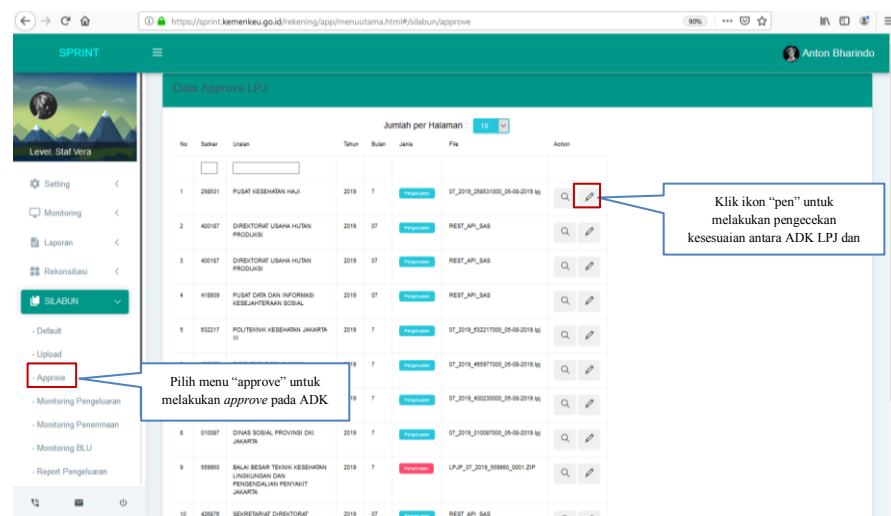 https://sprint.kemenkeu.go.id/rekening/app/menuutama.html#/silabun/approve
90%
SPRINT
Anton Bharindo
Level. Staf Vera
Data Approve LPJ
Jumlah per Halaman : 10
No Satker Uraian Tahun Bulan Jenis File Action
1 258531 PUSAT KESEHATAN HAJI 2019 7 Pengeluaran 07_2019_258531000_05-08-2019.lpj
2 400187 DIREKTORAT USAHA HUTAN
PRODUKSI 2019 07 Pengeluaran REST_API_SAS
3 400187 DIREKTORAT USAHA HUTAN
PRODUKSI 2019 07 Pengeluaran REST_API_SAS
4 418939 PUSAT DATA DAN INFORMASI
KESEJAHTERAAN SOSIAL 2019 07 Pengeluaran REST_API_SAS
5 632217 POLITEKNIK KESEHATAN JAKARTA
III 2019 7 Pengeluaran 07_2019_632217000_05-08-2019.lpj
7 Pengeluaran 07_2019_465977000_05-08-2019.lpj
7 Pengeluaran 07_2019_400230000_05-08-2019.lpj
8 010087 DINAS SOSIAL PROVINSI DKI
JAKARTA 2019 7 Pengeluaran 07_2019_010087000_05-08-2019.lpj
9 559960 BALAI BESAR TEKNIK KESEHATAN
LINGKUNGAN DAN
PENGENDALIAN PENYAKIT
JAKARTA 2019 7 Penerimaan LPJP_07_2019_559960_0001.ZIP
10 SEKRETARIAT DIREKTORAT 2019 07 REST_API_SAS
Setting
Monitoring
Laporan
Rekonsiliasi
SILABUN
- Default
- Upload
- Approve
- Monitoring Pengeluaran
- Monitoring Penerimaan
- Monitoring BLU
- Report Pengeluaran
Klik ikon “pen” untuk
melakukan pengecekan
kesesuaian antara ADK LPJ dan
Pilih menu “approve” untuk
melakukan approve pada ADK